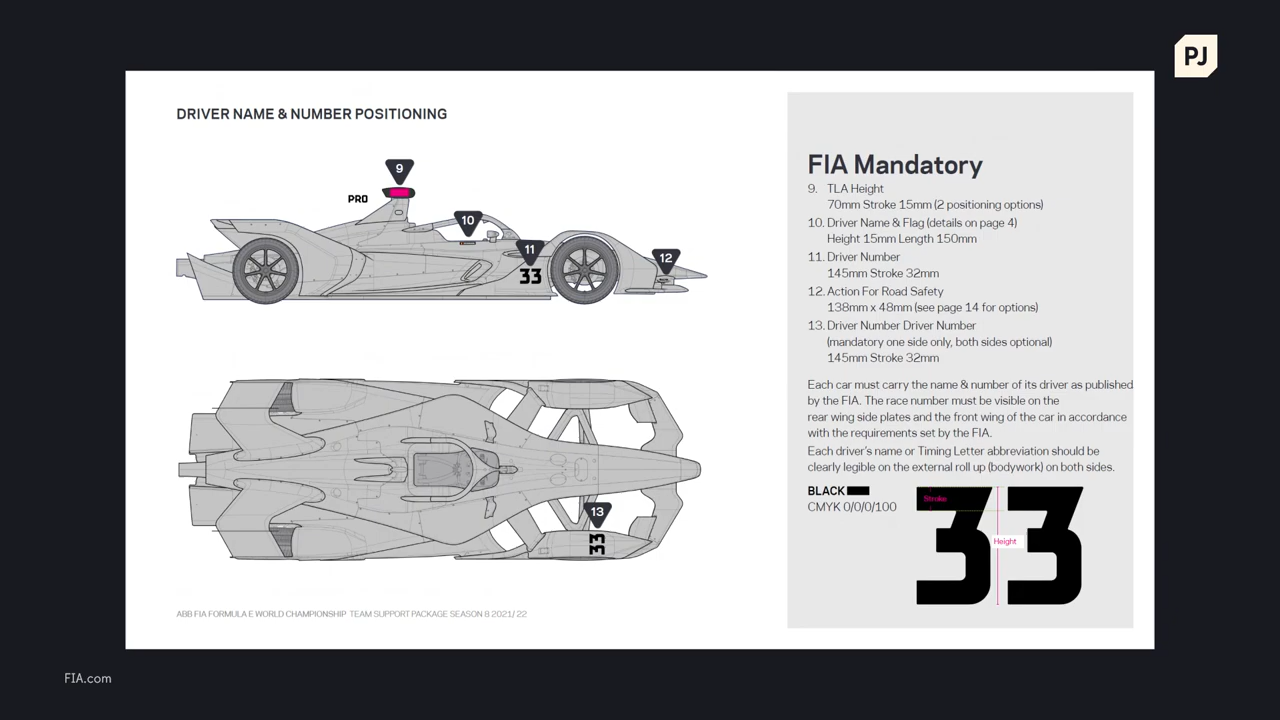 PJ
DRIVER NAME & NUMBER POSITIONING
9
PRO
10
11
33
12
13
33
ABB FIA FORMULA E WORLD CHAMPIONSHIP TEAM SUPPORT PACKAGE SEASON 8 2021/22
FIA Mandatory
9. TLA Height
70mm Stroke 15mm (2 positioning options)
10. Driver Name & Flag (details on page 4)
Height 15mm Length 150mm
11. Driver Number
145mm Stroke 32mm
12. Action For Road Safety
138mm x 48mm (see page 14 for options)
13. Driver Number Driver Number
(mandatory one side only, both sides optional)
145mm Stroke 32mm
Each car must carry the name & number of its driver as published
by the FIA. The race number must be visible on the
rear wing side plates and the front wing of the car in accordance
with the requirements set by the FIA.
Each driver's name or Timing Letter abbreviation should be
clearly legible on the external roll up (bodywork) on both sides.
BLACK
CMYK 0/0/0/100
Stroke
Height
33
FIA.com